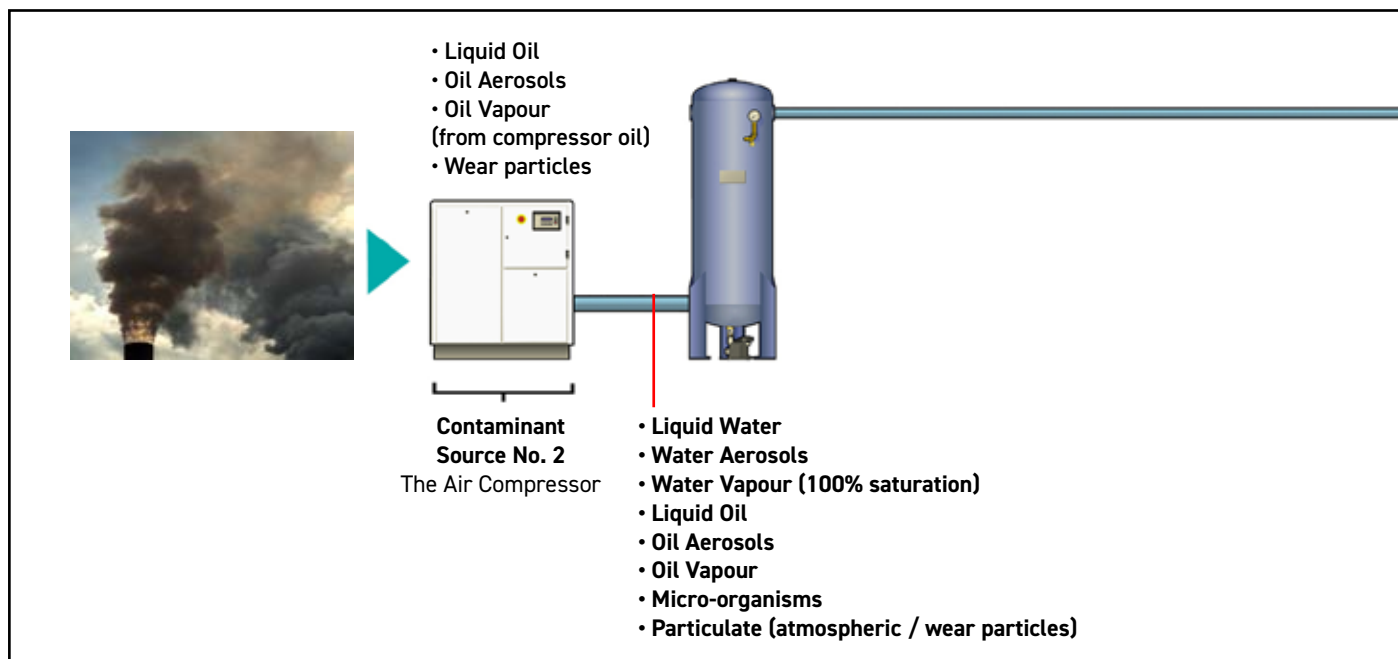 • Liquid Oil
• Oil Aerosols
• Oil Vapour
(from compressor oil)
• Wear particles
Contaminant
Source No. 2
The Air Compressor
• Liquid Water
• Water Aerosols
• Water Vapour (100% saturation)
• Liquid Oil
• Oil Aerosols
• Oil Vapour
• Micro-organisms
• Particulate (atmospheric / wear particles)